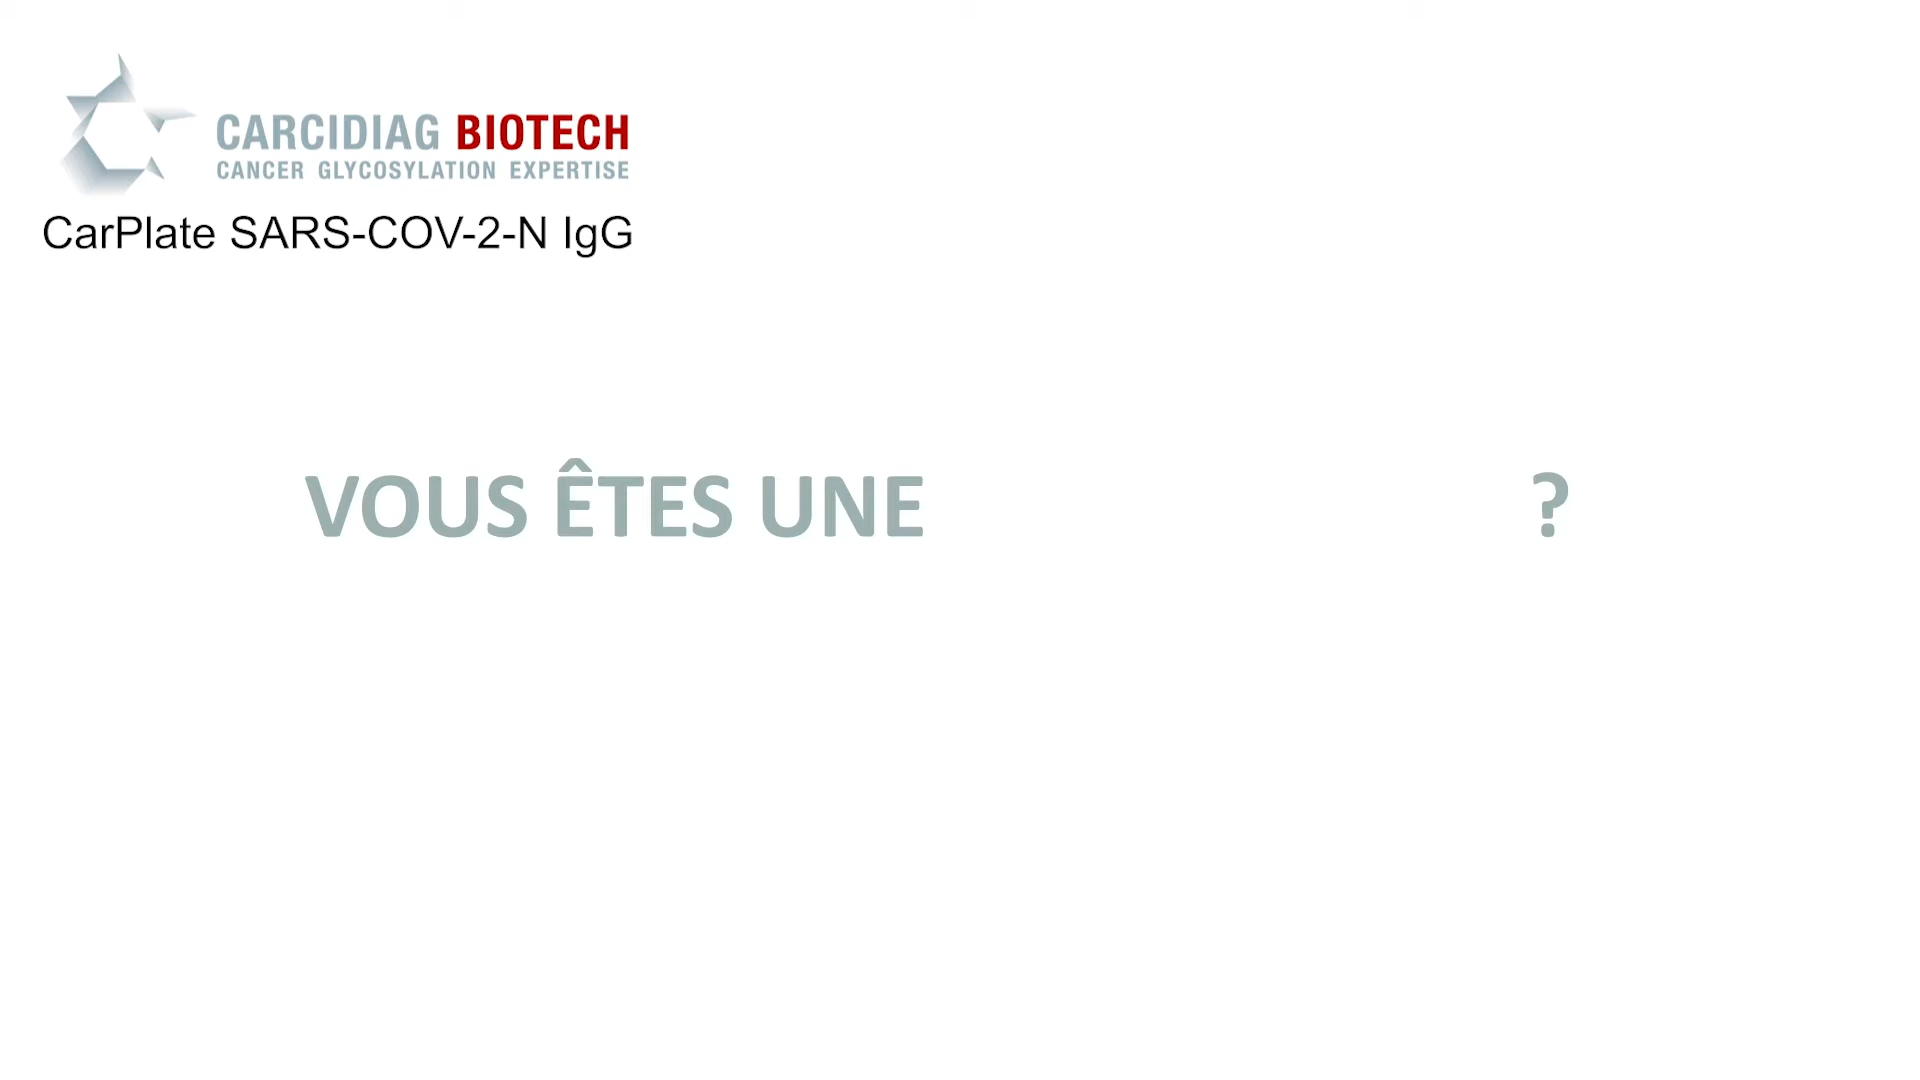 CARCIDIAG BIOTECH
CANCER GLYCOSYLATION EXPERTISE
CarPlate SARS-COV-2-N IgG
VOUS ÊTES UNE ?